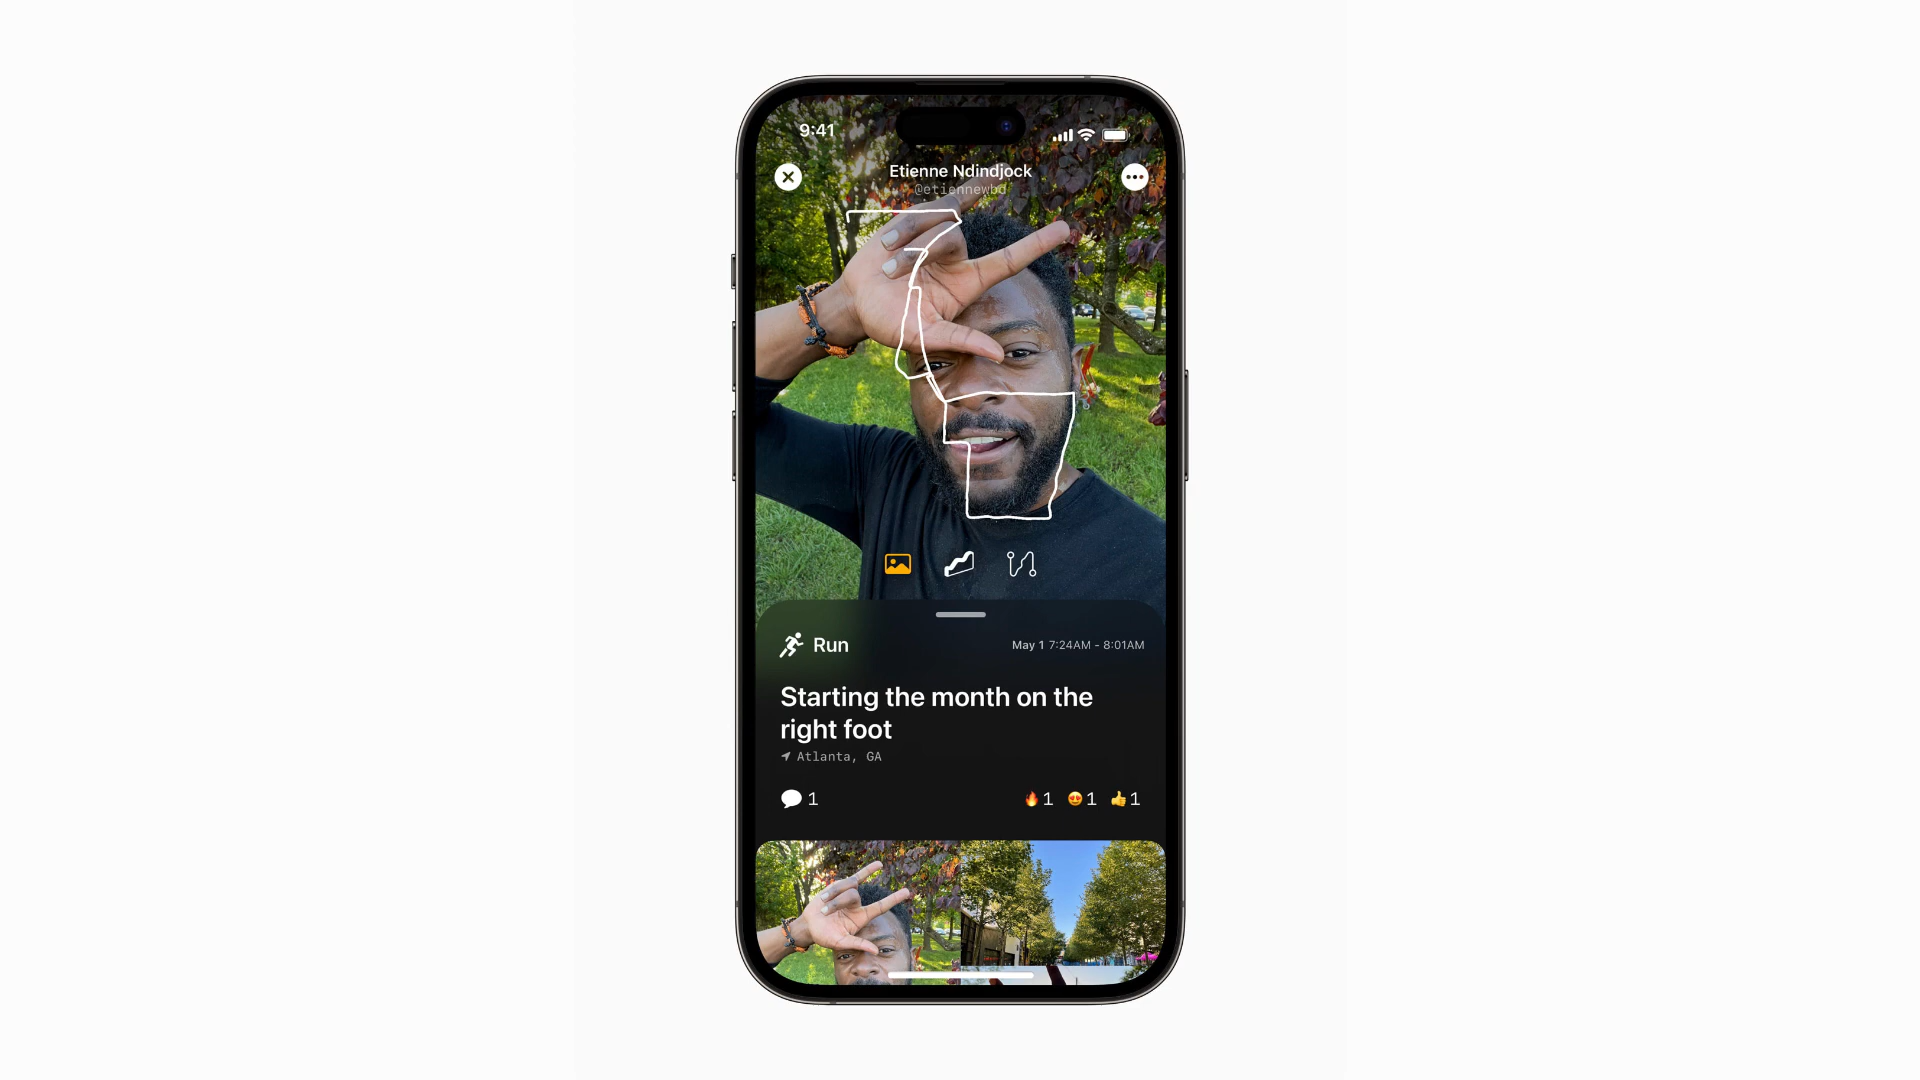 9:41
Etienne Ndindjock
@etiennewbd
Run
May 1 7:24AM - 8:01AM
Starting the month on the
right foot
Atlanta, GA
1
1 1 1